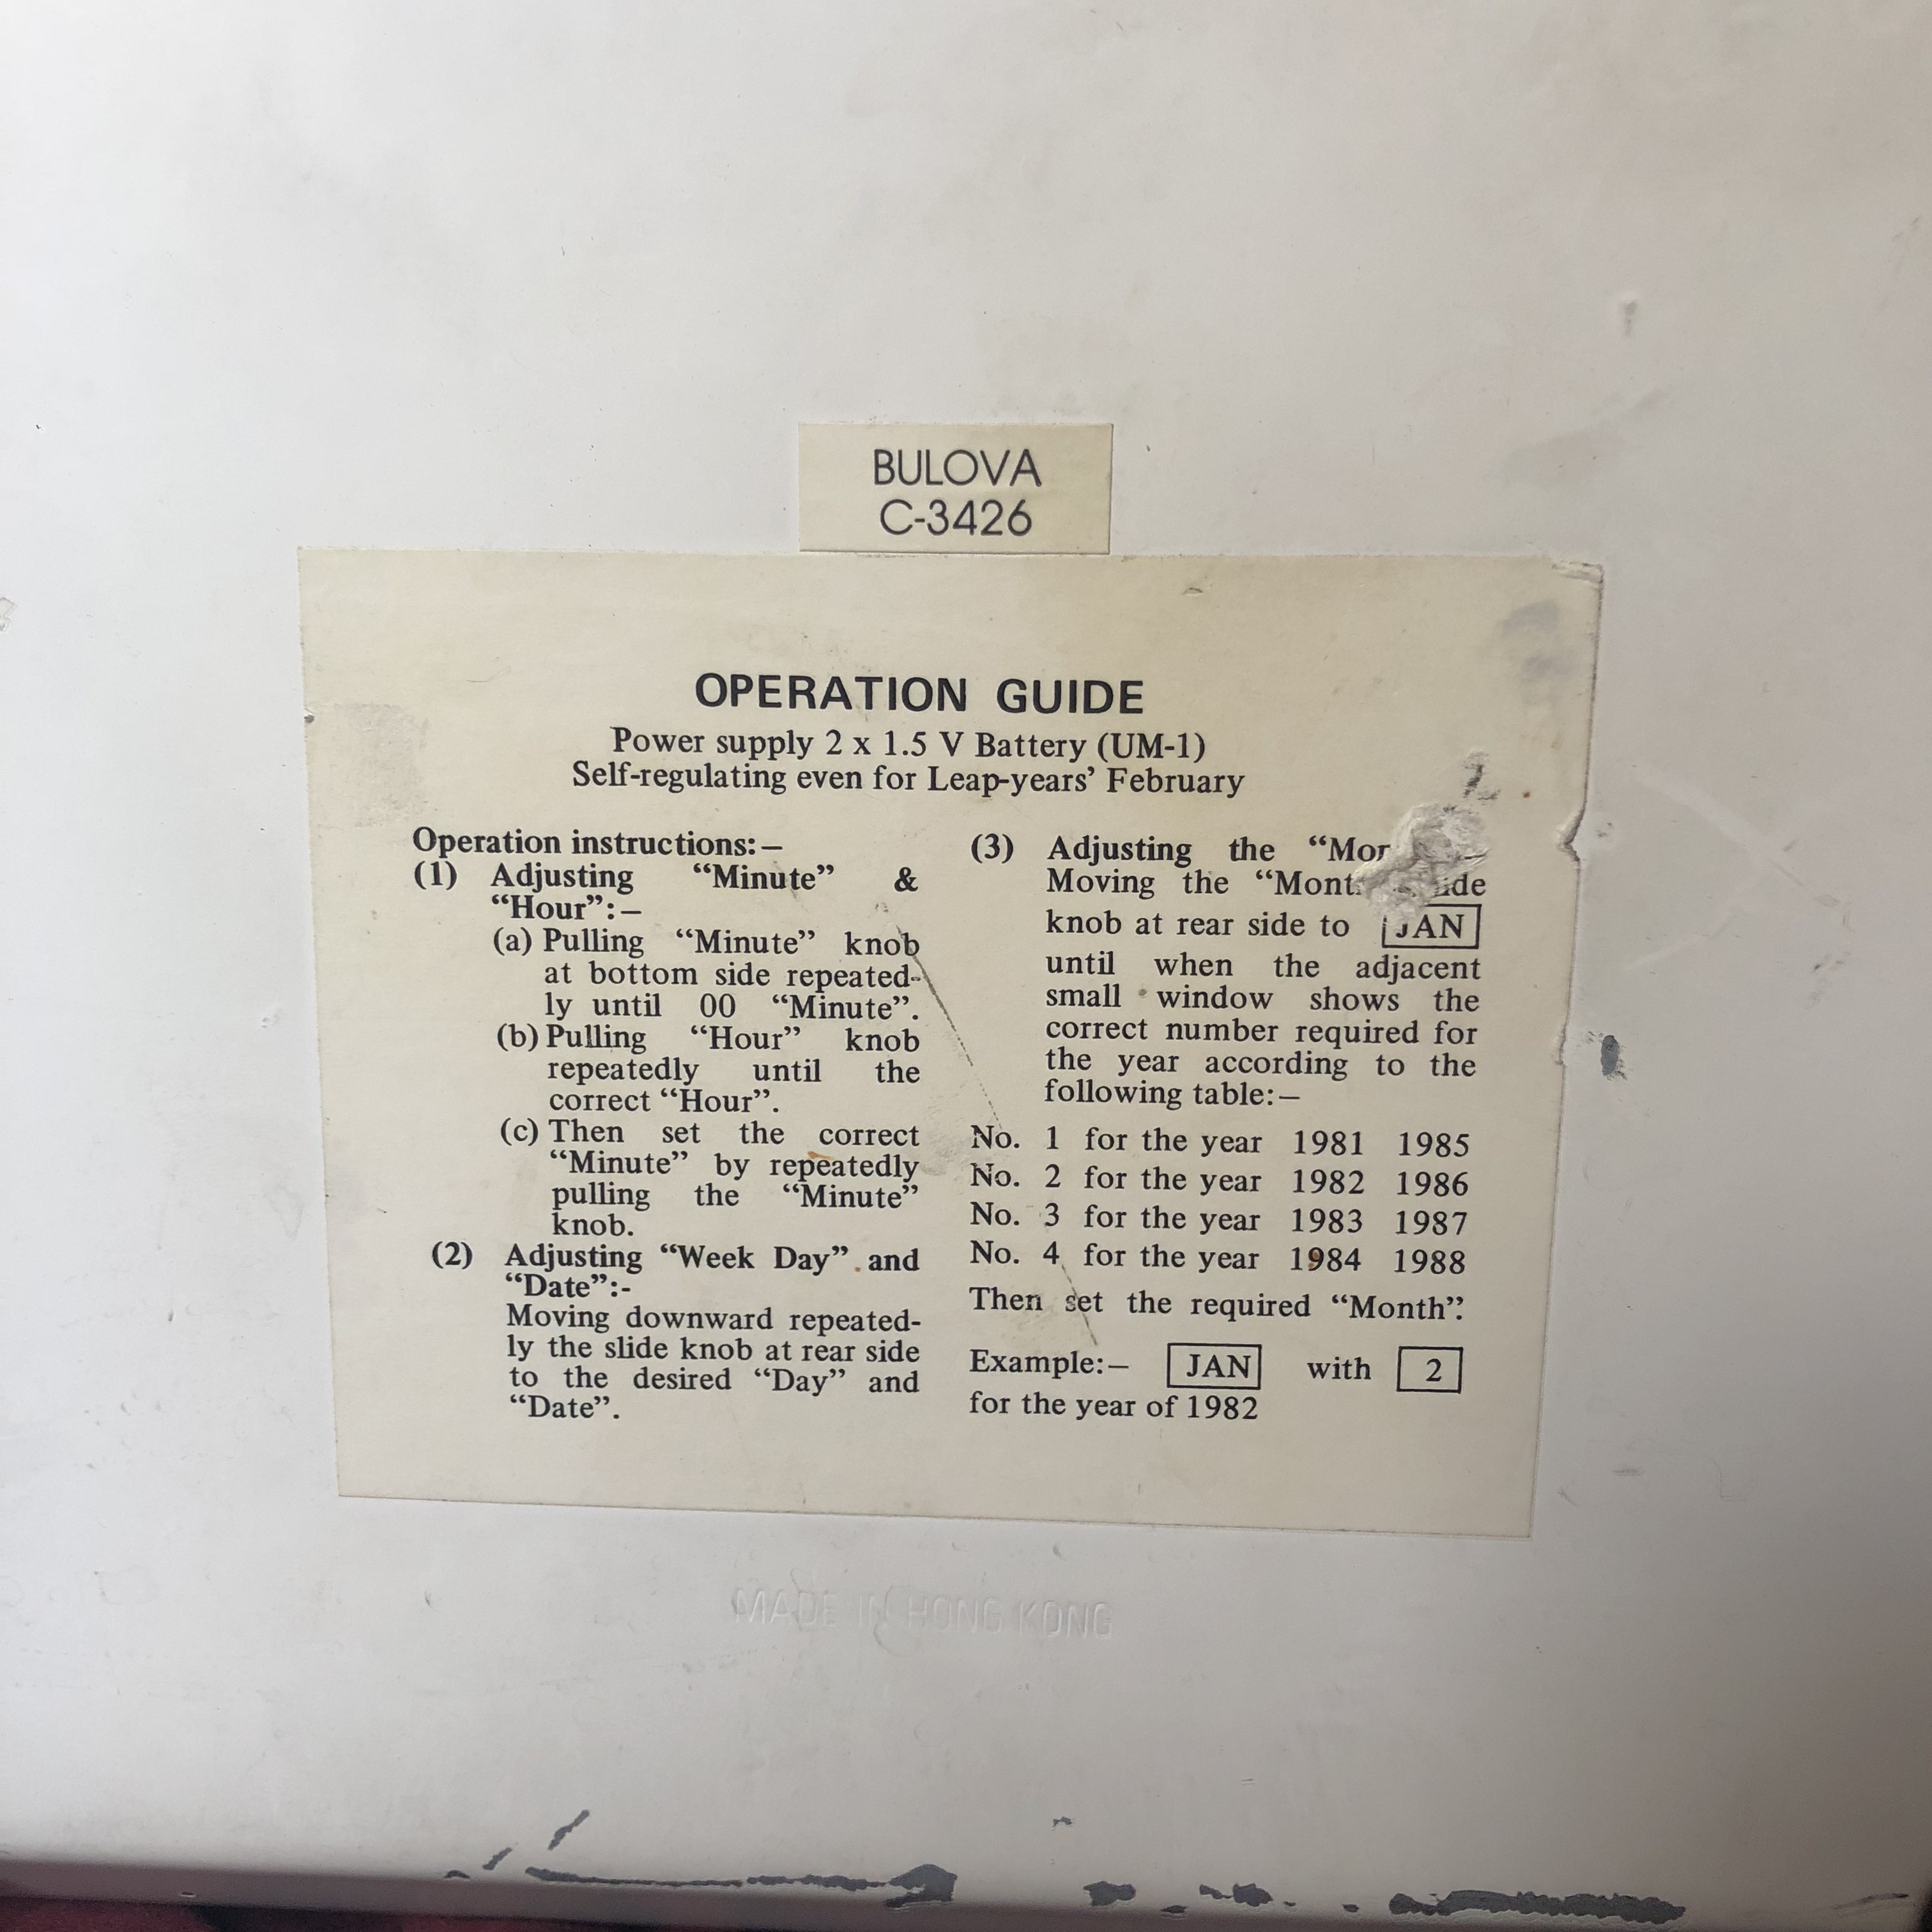 BULOVA
C-3426
OPERATION GUIDE
Power supply 2 x 1.5 V Battery (UM-1)
Self-regulating even for Leap-years' February
Operation instructions:—
(1) Adjusting “Minute” &
“Hour”:—
(a) Pulling “Minute” knob
at bottom side repeated-
ly until 00 “Minute”.
(b) Pulling “Hour” knob
repeatedly until the
correct “Hour”.
(c) Then set the correct
“Minute” by repeatedly
pulling the “Minute”
knob.
(2) Adjusting “Week Day” and
“Date”:-
Moving downward repeated-
ly the slide knob at rear side
to the desired “Day” and
“Date”.
(3) Adjusting the
Moving the
knob at rear side to JAN
until when the adjacent
small window shows the
correct number required for
the year according to the
following table:—
No. 1 for the year 1981 1985
No. 2 for the year 1982 1986
No. 3 for the year 1983 1987
No. 4 for the year 1984 1988
Then set the required “Month”.
Example:— JAN with 2
for the year of 1982
MADE IN HONG KONG